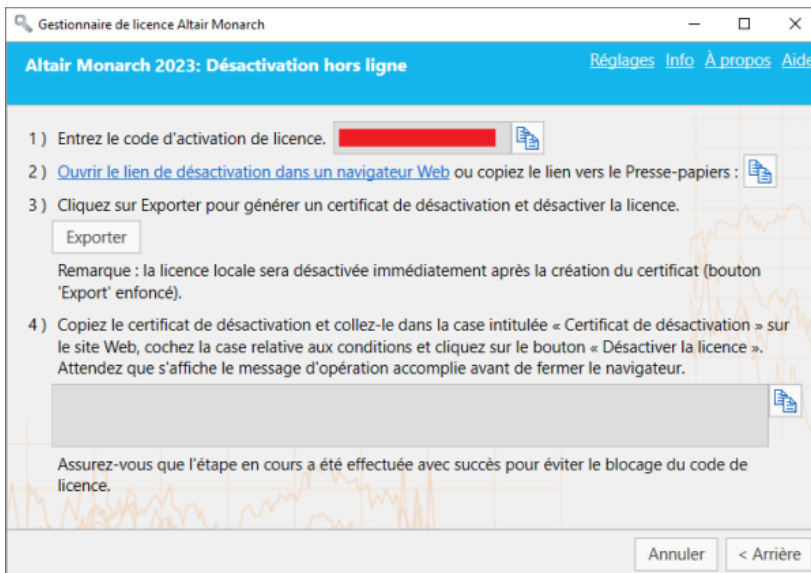 Gestionnaire de licence Altair Monarch
Altair Monarch 2023: Désactivation hors ligne
Réglages Info À propos Aide
1 ) Entrez le code d'activation de licence.
2 ) Ouvrir le lien de désactivation dans un navigateur Web ou copiez le lien vers le Presse-papiers :
3 ) Cliquez sur Exporter pour générer un certificat de désactivation et désactiver la licence.
Exporter
Remarque : la licence locale sera désactivée immédiatement après la création du certificat (bouton
'Export' enfoncé).
4 ) Copiez le certificat de désactivation et collez-le dans la case intitulée « Certificat de désactivation » sur
le site Web, cochez la case relative aux conditions et cliquez sur le bouton « Désactiver la licence ».
Attendez que s'affiche le message d'opération accomplie avant de fermer le navigateur.
Assurez-vous que l'étape en cours a été effectuée avec succès pour éviter le blocage du code de
licence.
Annuler
< Arrière